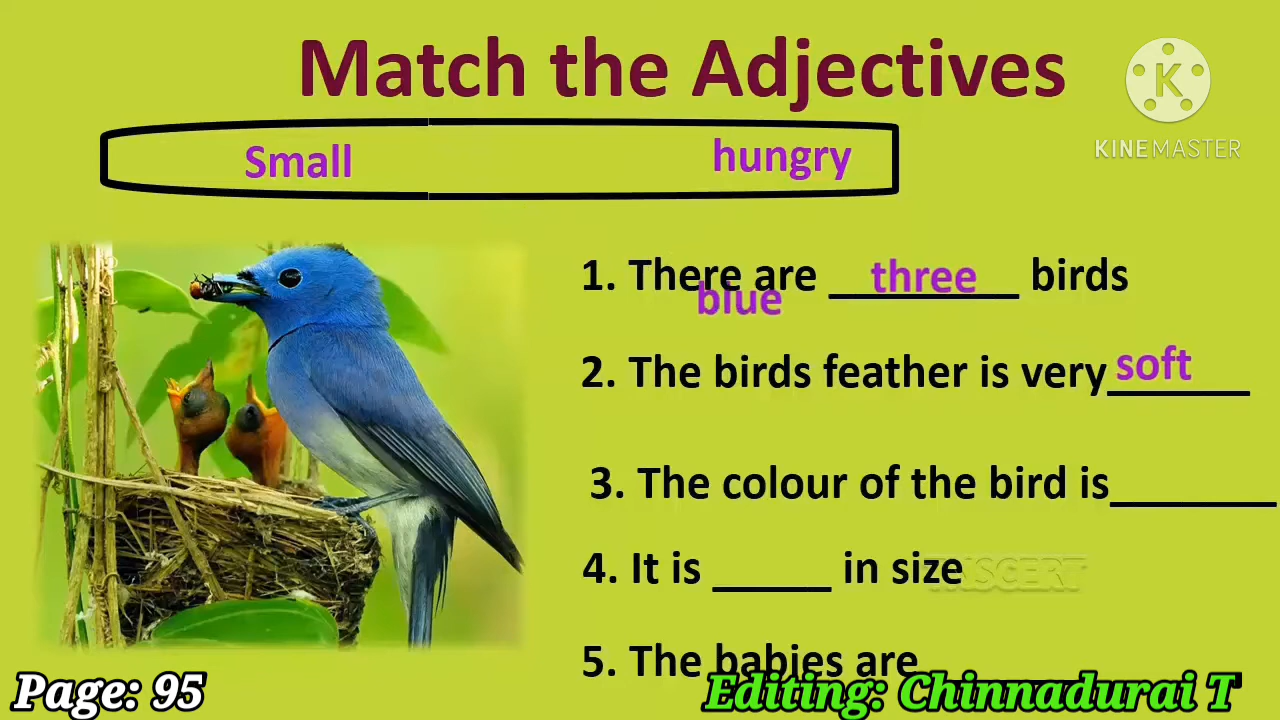 Match the Adjectives
K
KINEMASTER
Small hungry
1. There are three birds
blue
2. The birds feather is very soft
3. The colour of the bird is
4. It is ______ in size
TNSCERT
5. The babies are
Page: 95
Editing: Chinnadurai T